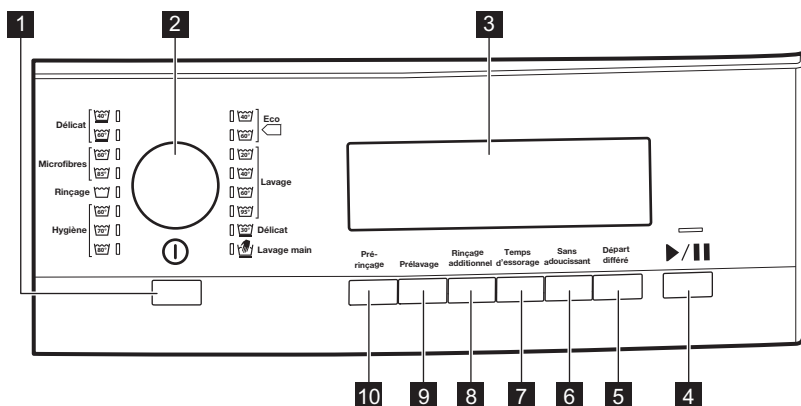 1
2
3
Délicat
40°
60°
Microfibres
60°
85°
Rinçage
Hygiène
60°
70°
80°
40°
60°
Eco
20°
40°
60°
95°
Lavage
30°
Délicat
Lavage main
Pré-
rinçage
Prélavage
Rinçage
additionnel
Temps
d'essorage
Sans
adoucissant
Départ
différé
10
9
8
7
6
5
4